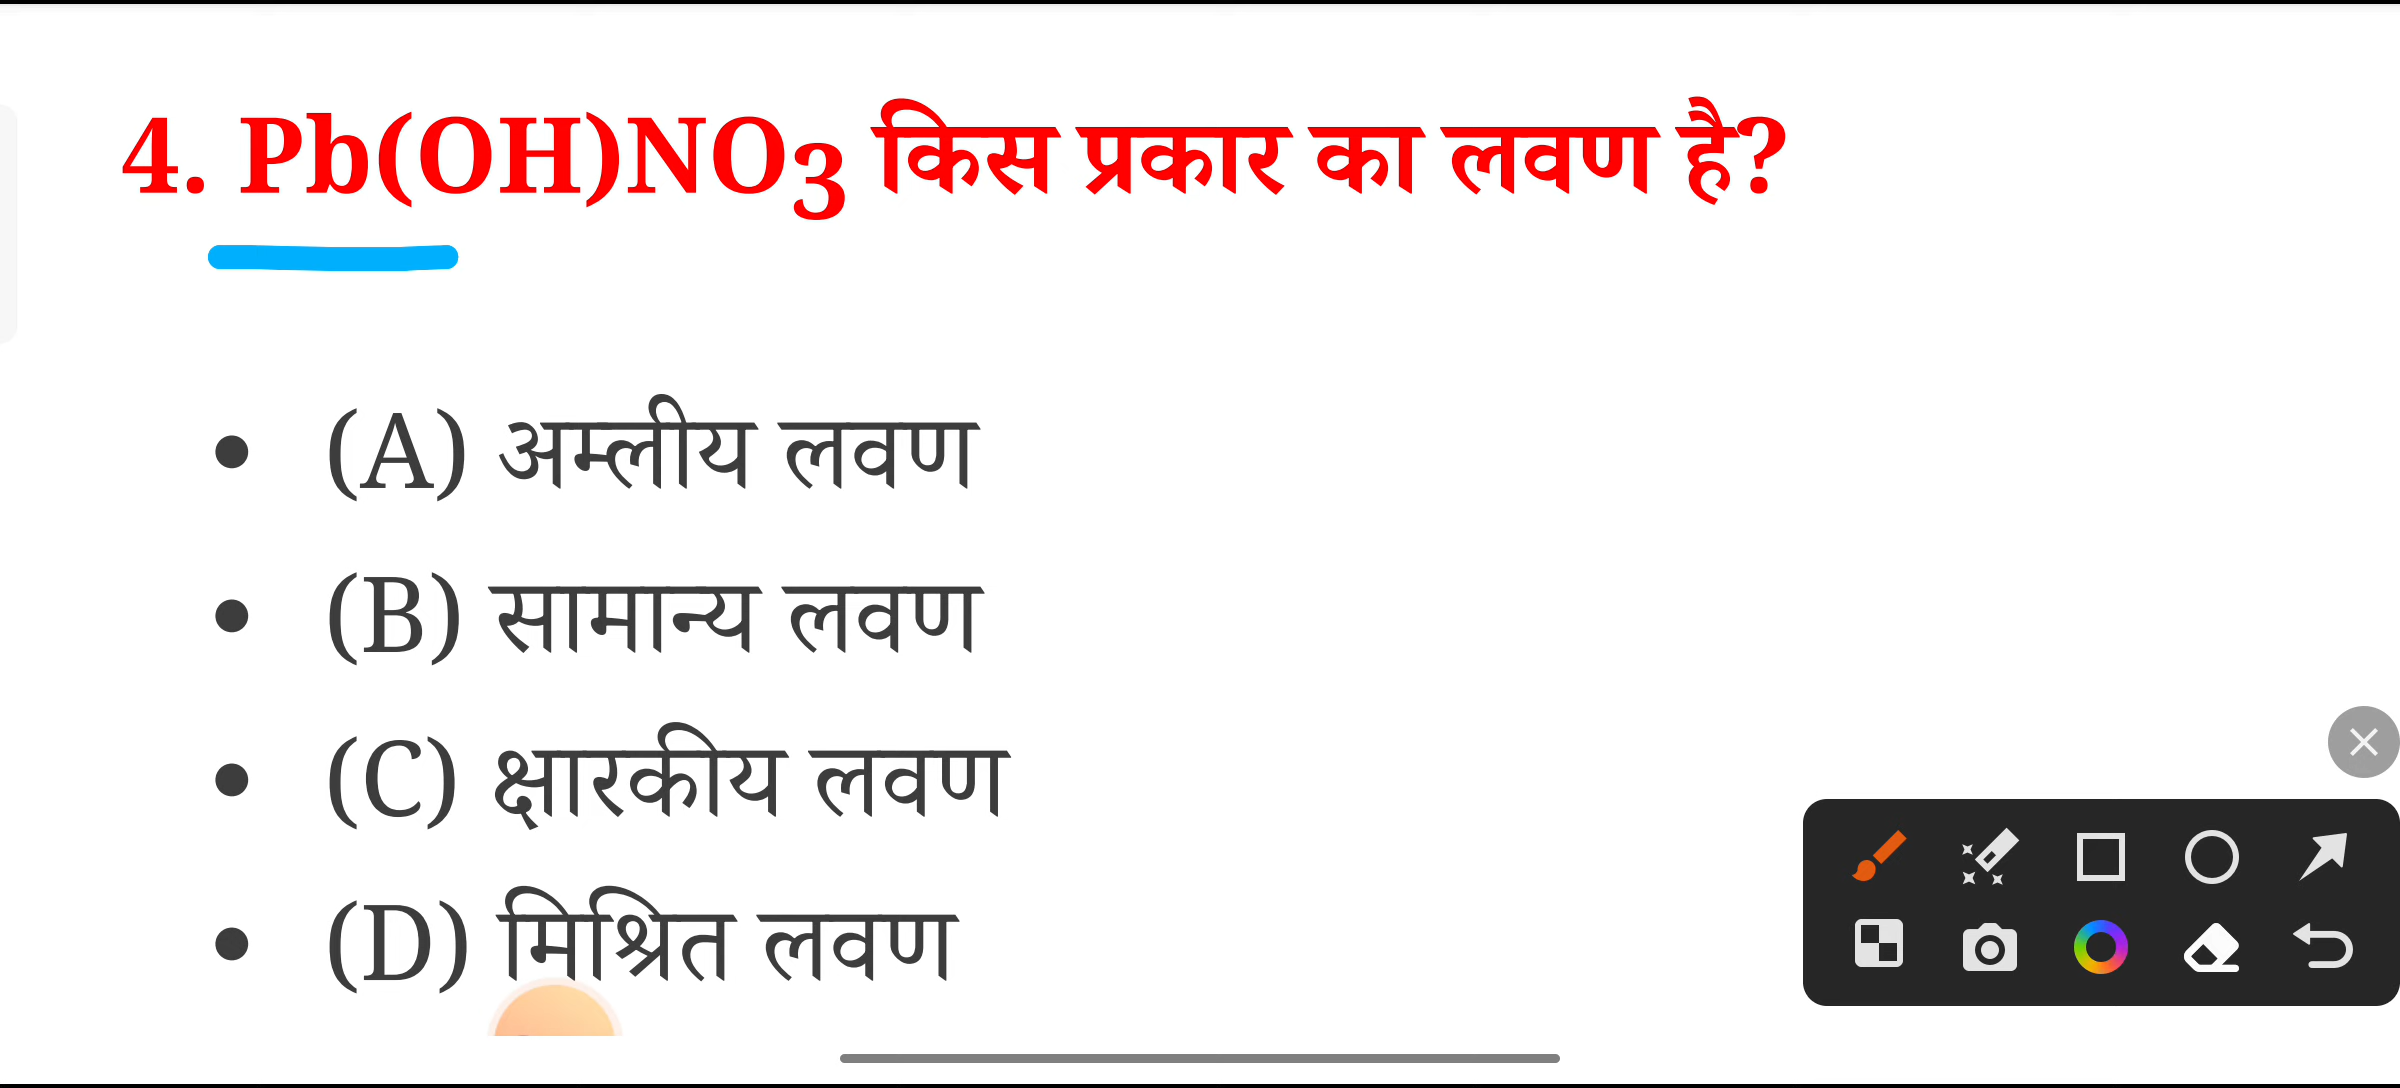 4. Pb(OH)NO₃ किस प्रकार का लवण है?
• (A) अम्लीय लवण
• (B) सामान्य लवण
• (C) क्षारकीय लवण
• (D) मिश्रित लवण